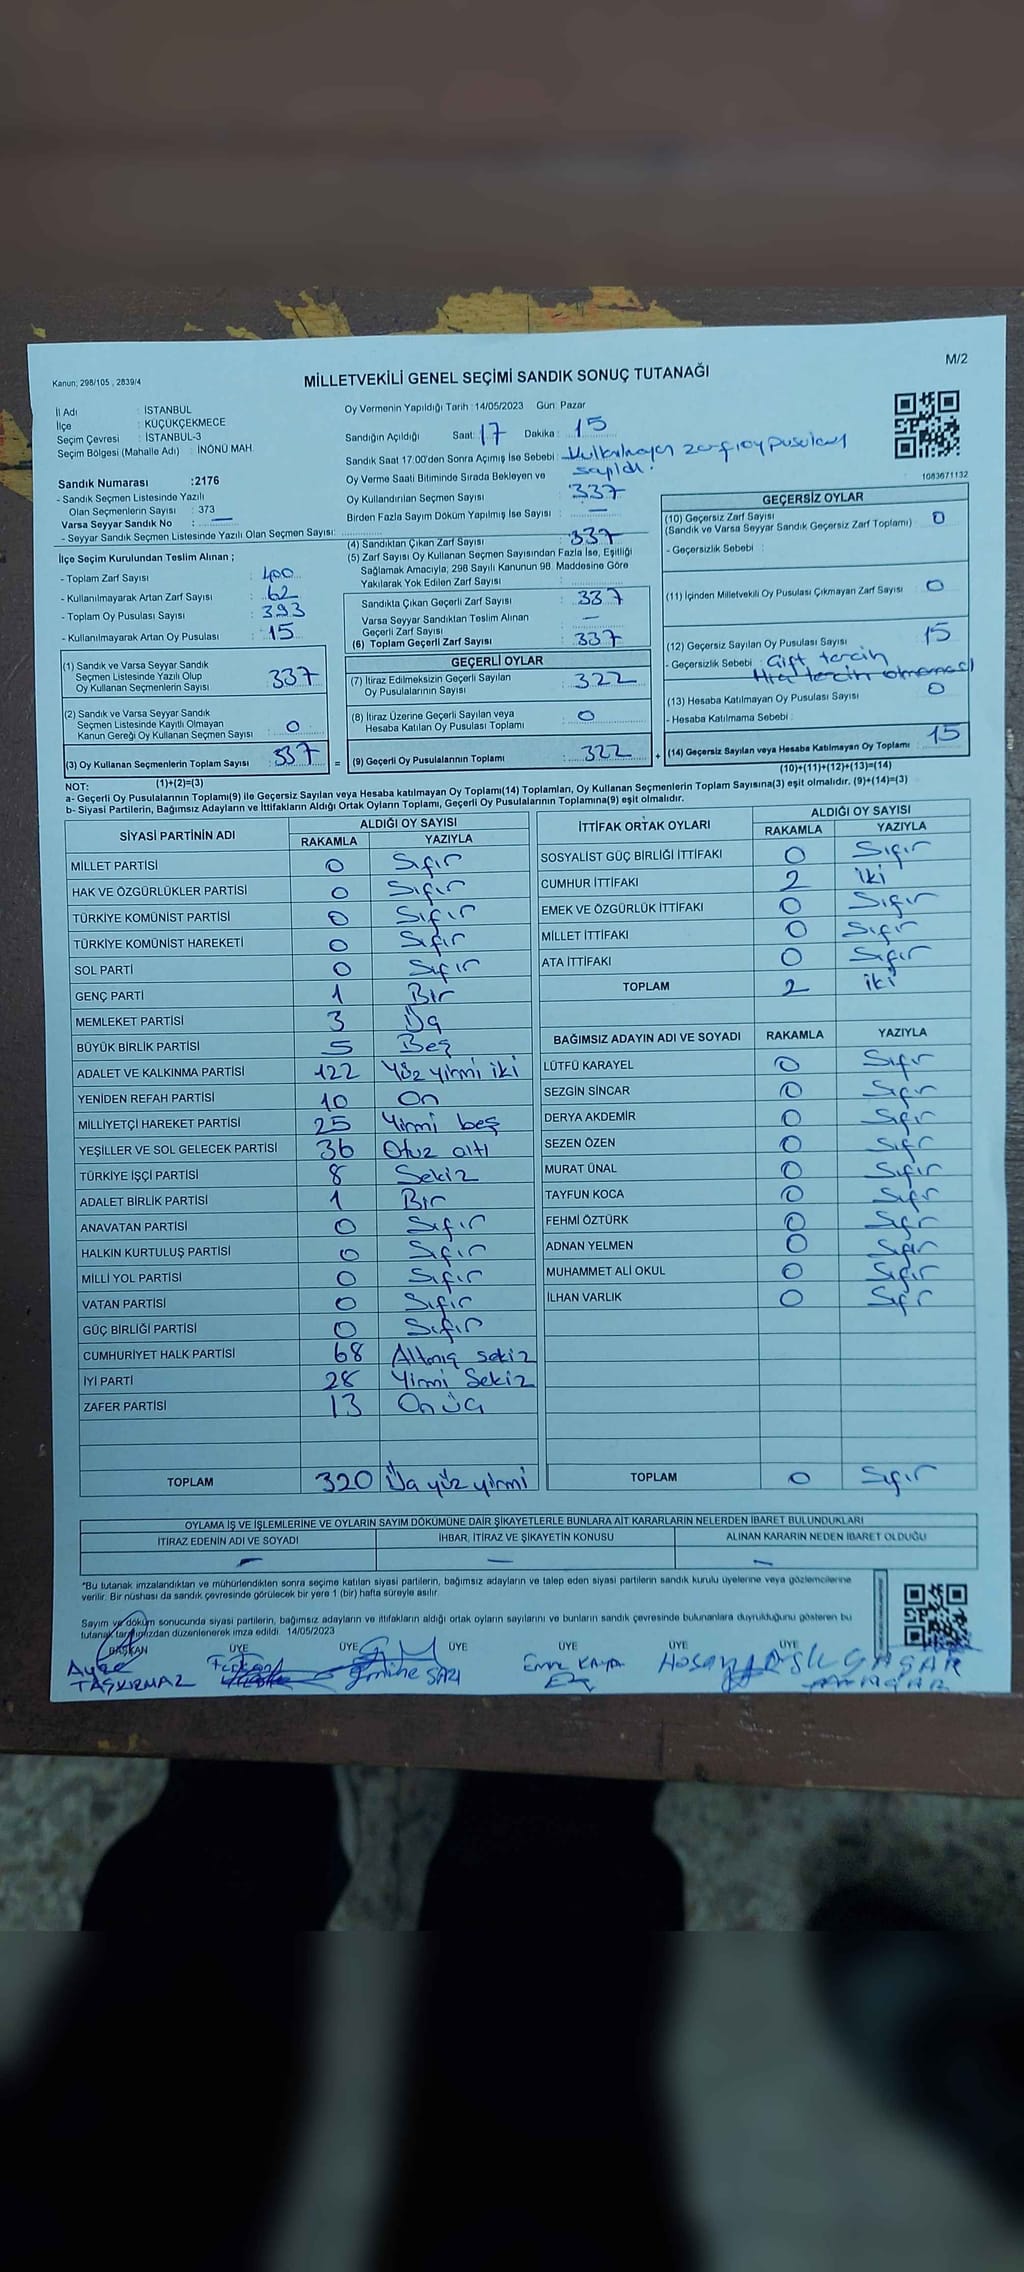 M/2
Kanun; 298/105 , 2839/4
MİLLETVEKİLİ GENEL SEÇİMİ SANDIK SONUÇ TUTANAĞI
İl Adı : İSTANBUL
İlçe : KÜÇÜKÇEKMECE
Seçim Çevresi : İSTANBUL-3
Seçim Bölgesi (Mahalle Adı) : İNÖNÜ MAH
Sandık Numarası :2176
- Sandık Seçmen Listesinde Yazılı
Olan Seçmenlerin Sayısı : 373
Varsa Seyyar Sandık No : —
- Seyyar Sandık Seçmen Listesinde Yazılı Olan Seçmen Sayısı:
İlçe Seçim Kurulundan Teslim Alınan ;
- Toplam Zarf Sayısı : 400
- Kullanılmayarak Artan Zarf Sayısı : 62
- Toplam Oy Pusulası Sayısı : 393
- Kullanılmayarak Artan Oy Pusulası : 15
(1) Sandık ve Varsa Seyyar Sandık
Seçmen Listesinde Yazılı Olup
Oy Kullanan Seçmenlerin Sayısı 337
(2) Sandık ve Varsa Seyyar Sandık
Seçmen Listesinde Kayıtlı Olmayan
Kanun Gereği Oy Kullanan Seçmen Sayısı : 0
(3) Oy Kullanan Seçmenlerin Toplam Sayısı : 337
(1)+(2)=(3)
Oy Vermenin Yapıldığı Tarih : 14/05/2023 Gün: Pazar
Sandığın Açıldığı Saat: 17 Dakika : 15
Sandık Saat 17:00'den Sonra Açımış İse Sebebi : zarf oy pusulası
sayıldı.
Oy Verme Saati Bitiminde Sırada Bekleyen ve
Oy Kullandırılan Seçmen Sayısı : 337
Birden Fazla Sayım Döküm Yapılmış İse Sayısı : —
(4) Sandıktan Çıkan Zarf Sayısı : 337
(5) Zarf Sayısı Oy Kullanan Seçmen Sayısından Fazla İse, Eşitliği
Sağlamak Amacıyla, 298 Sayılı Kanunun 98. Maddesine Göre
Yakılarak Yok Edilen Zarf Sayısı :
Sandıkta Çıkan Geçerli Zarf Sayısı : 337
Varsa Seyyar Sandıktan Teslim Alınan
Geçerli Zarf Sayısı : —
(6) Toplam Geçerli Zarf Sayısı : 337
GEÇERLİ OYLAR
(7) İtiraz Edilmeksizin Geçerli Sayılan
Oy Pusulalarının Sayısı : 322
(8) İtiraz Üzerine Geçerli Sayılan veya
Hesaba Katılan Oy Pusulası Toplamı : 0
= (9) Geçerli Oy Pusulalarının Toplamı : 322 +
1083671132
GEÇERSİZ OYLAR
(10) Geçersiz Zarf Sayısı
(Sandık ve Varsa Seyyar Sandık Geçersiz Zarf Toplamı) : 0
- Geçersizlik Sebebi :
(11) İçinden Milletvekili Oy Pusulası Çıkmayan Zarf Sayısı : 0
(12) Geçersiz Sayılan Oy Pusulası Sayısı : 15
- Geçersizlik Sebebi : Çift tercih
Hiç tercih olmaması
(13) Hesaba Katılmayan Oy Pusulası Sayısı : 0
- Hesaba Katılmama Sebebi :
(14) Geçersiz Sayılan veya Hesaba Katılmayan Oy Toplamı : 15
(10)+(11)+(12)+(13)=(14)
NOT:
a- Geçerli Oy Pusulalarının Toplamı(9) ile Geçersiz Sayılan veya Hesaba katılmayan Oy Toplamı(14) Toplamları, Oy Kullanan Seçmenlerin Toplam Sayısına(3) eşit olmalıdır. (9)+(14)=(3)
b- Siyasi Partilerin, Bağımsız Adayların ve İttifakların Aldığı Ortak Oyların Toplamı, Geçerli Oy Pusulalarının Toplamına(9) eşit olmalıdır.
SİYASİ PARTİNİN ADI ALDIĞI OY SAYISI
RAKAMLA YAZIYLA
MİLLET PARTİSİ 0 Sıfır
HAK VE ÖZGÜRLÜKLER PARTİSİ 0 Sıfır
TÜRKİYE KOMÜNİST PARTİSİ 0 Sıfır
TÜRKİYE KOMÜNİST HAREKETİ 0 Sıfır
SOL PARTİ 0 Sıfır
GENÇ PARTİ 1 Bir
MEMLEKET PARTİSİ 3 Üç
BÜYÜK BİRLİK PARTİSİ 5 Beş
ADALET VE KALKINMA PARTİSİ 122 Yüz yirmi iki
YENİDEN REFAH PARTİSİ 10 On
MİLLİYETÇİ HAREKET PARTİSİ 25 Yirmi beş
YEŞİLLER VE SOL GELECEK PARTİSİ 36 Otuz altı
TÜRKİYE İŞÇİ PARTİSİ 8 Sekiz
ADALET BİRLİK PARTİSİ 1 Bir
ANAVATAN PARTİSİ 0 Sıfır
HALKIN KURTULUŞ PARTİSİ 0 Sıfır
MİLLİ YOL PARTİSİ 0 Sıfır
VATAN PARTİSİ 0 Sıfır
GÜÇ BİRLİĞİ PARTİSİ 0 Sıfır
CUMHURİYET HALK PARTİSİ 68 Altmış sekiz
İYİ PARTİ 28 Yirmi Sekiz
ZAFER PARTİSİ 13 On üç
TOPLAM 320 Üç yüz yirmi
İTTİFAK ORTAK OYLARI ALDIĞI OY SAYISI
RAKAMLA YAZIYLA
SOSYALİST GÜÇ BİRLİĞİ İTTİFAKI 0 Sıfır
CUMHUR İTTİFAKI 2 iki
EMEK VE ÖZGÜRLÜK İTTİFAKI 0 Sıfır
MİLLET İTTİFAKI 0 Sıfır
ATA İTTİFAKI 0 Sıfır
TOPLAM 2 iki
BAĞIMSIZ ADAYIN ADI VE SOYADI RAKAMLA YAZIYLA
LÜTFÜ KARAYEL 0 Sıfır
SEZGİN SİNCAR 0 Sıfır
DERYA AKDEMİR 0 Sıfır
SEZEN ÖZEN 0 Sıfır
MURAT ÜNAL 0 Sıfır
TAYFUN KOCA 0 Sıfır
FEHMİ ÖZTÜRK 0 Sıfır
ADNAN YELMEN 0 Sıfır
MUHAMMET ALİ OKUL 0 Sıfır
İLHAN VARLIK 0 Sıfır
TOPLAM 0 Sıfır
OYLAMA İŞ VE İŞLEMLERİNE VE OYLARIN SAYIM DÖKÜMÜNE DAİR ŞİKAYETLERLE BUNLARA AİT KARARLARIN NELERDEN İBARET BULUNDUKLARI
İTİRAZ EDENİN ADI VE SOYADI İHBAR, İTİRAZ VE ŞİKAYETİN KONUSU ALINAN KARARIN NEDEN İBARET OLDUĞU
— — —
*Bu tutanak imzalandıktan ve mühürlendikten sonra seçime katılan siyasi partilerin, bağımsız adayların ve talep eden siyasi partilerin sandık kurulu üyelerine veya gözlemcilerine
verilir. Bir nüshası da sandık çevresinde görülecek bir yere 1 (bir) hafta süreyle asılır.
Sayım ve döküm sonucunda siyasi partilerin, bağımsız adayların ve ittifakların aldığı ortak oyların sayılarını ve bunların sandık çevresinde bulunanlara duyrulduğunu gösteren bu
tutanak tarafımızdan düzenlenerek imza edildi 14/05/2023
BAŞKAN ÜYE ÜYE ÜYE ÜYE ÜYE ÜYE
Ayşe Emine SAZI Emre KAYA
TAŞKIRMAZ